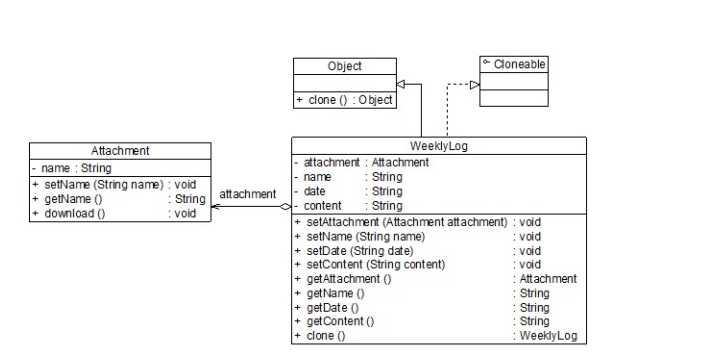 Object
+ clone () : Object
Cloneable
Attachment
- name : String
+ setName (String name) : void
+ getName () : String
+ download () : void
attachment
WeeklyLog
- attachment : Attachment
- name : String
- date : String
- content : String
+ setAttachment (Attachment attachment) : void
+ setName (String name) : void
+ setDate (String date) : void
+ setContent (String content) : void
+ getAttachment () : Attachment
+ getName () : String
+ getDate () : String
+ getContent () : String
+ clone () : WeeklyLog